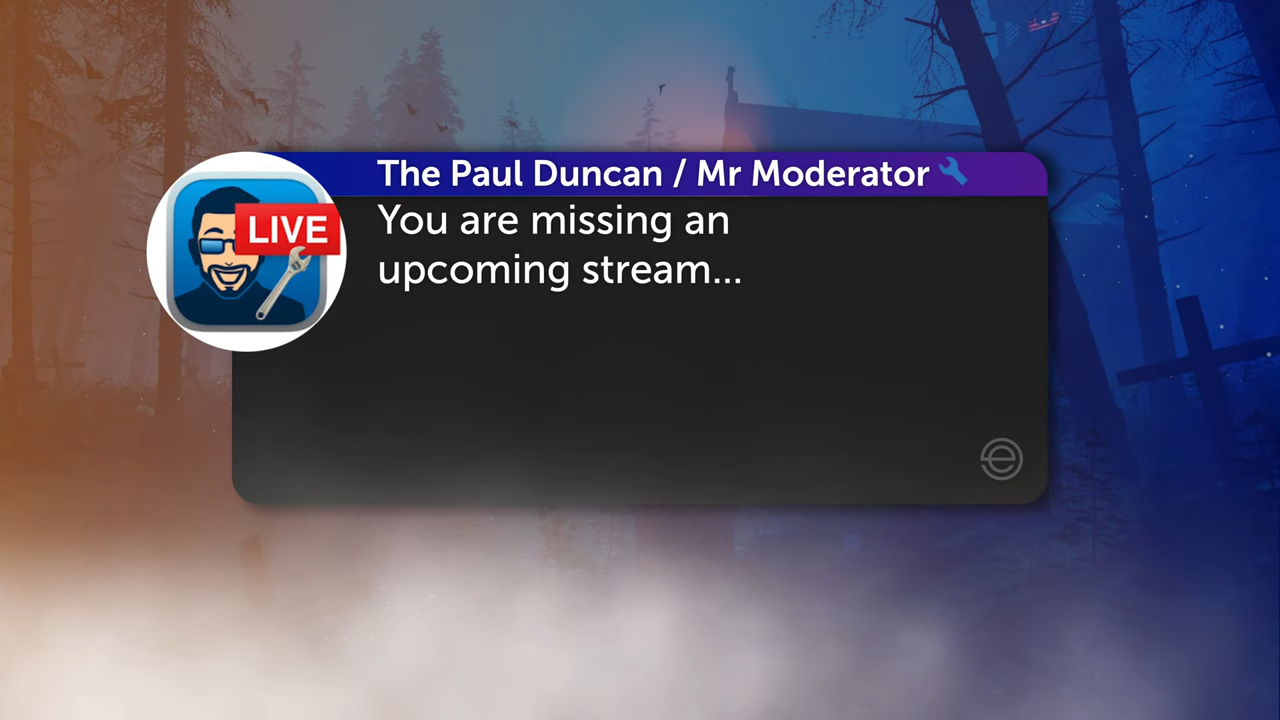 The Paul Duncan / Mr Moderator
LIVE
You are missing an
upcoming stream...